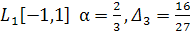 L₁[−1,1] α = 2/3, Δ₃ = 16/27